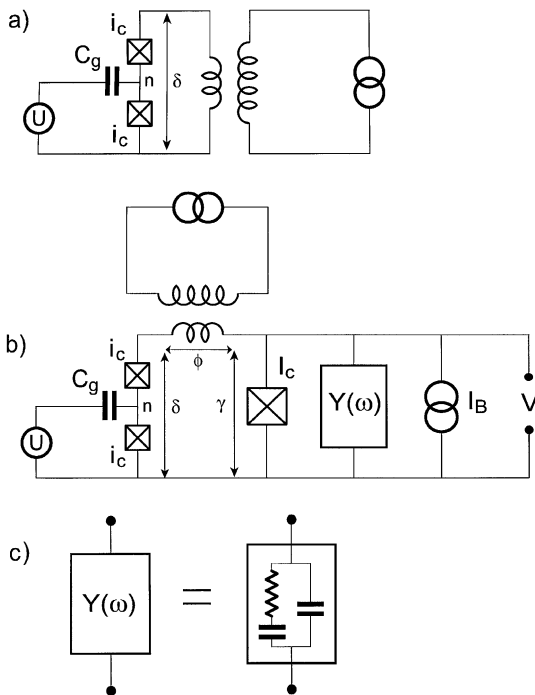 a)
i_c
C_g
n
δ
U
i_c
b)
i_c
ϕ
I_c
C_g
n
δ
γ
Y(ω)
I_B
V
U
i_c
c)
Y(ω)
=